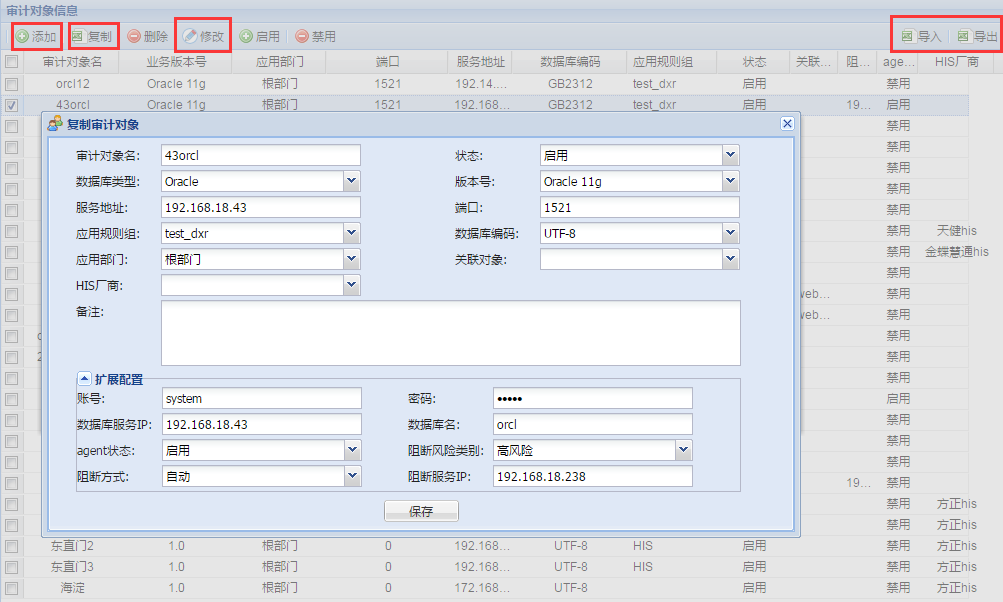 审计对象信息
添加 复制 删除 修改 启用 禁用 导入 导出
审计对象名 业务版本号 应用部门 端口 服务地址 数据库编码 应用规则组 状态 关联... 阻... age... HIS厂商
orcl12 Oracle 11g 根部门 1521 192.14.... GB2312 test_dxr 启用 禁用
43orcl Oracle 11g 根部门 1521 192.168... GB2312 test_dxr 启用 19... 启用
复制审计对象
禁用
审计对象名: 43orcl 状态: 启用
禁用
数据库类型: Oracle 版本号: Oracle 11g
禁用
服务地址: 192.168.18.43 端口: 1521
禁用
禁用
应用规则组: test_dxr 数据库编码: UTF-8
禁用 天健his
应用部门: 根部门 关联对象:
禁用 金蝶慧通his
禁用
HIS厂商:
web... 禁用
备注:
web... 禁用
禁用
禁用
扩展配置
禁用
账号: system 密码: •••••
启用
数据库服务IP: 192.168.18.43 数据库名: orcl
禁用
agent状态: 启用 阻断风险类别: 高风险
禁用
禁用
阻断方式: 自动 阻断服务IP: 192.168.18.238
19... 禁用
保存
禁用 方正his
禁用 方正his
东直门2 1.0 根部门 0 192.168... UTF-8 HIS 启用 禁用 方正his
东直门3 1.0 根部门 0 192.168... UTF-8 HIS 启用 禁用 方正his
海淀 1.0 根部门 0 172.168... UTF-8 启用 禁用 方正his